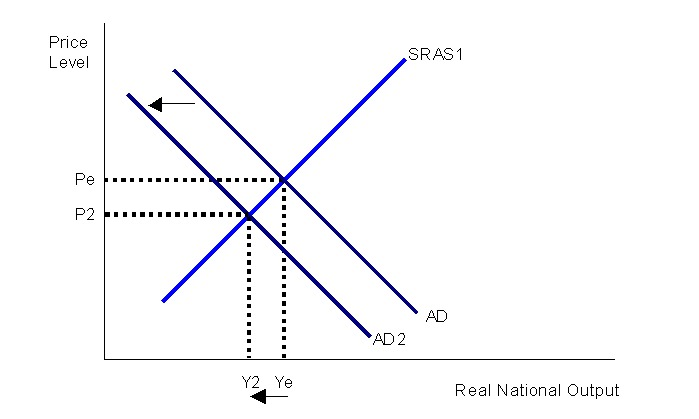 Price
Level
SRAS1
Pe
P2
AD
AD2
Y2 Ye
Real National Output